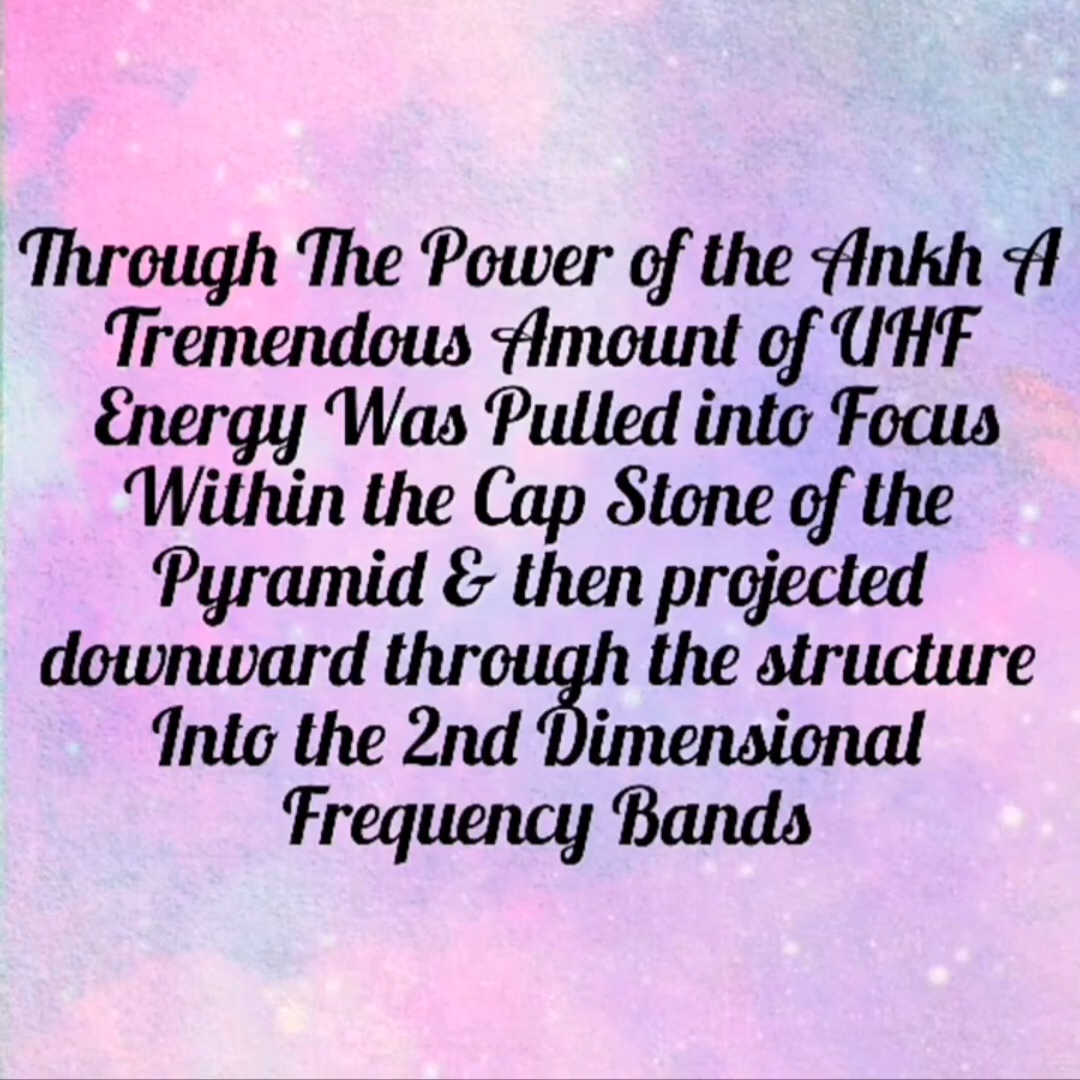 Through The Power of the Ankh A
Tremendous Amount of UHF
Energy Was Pulled into Focus
Within the Cap Stone of the
Pyramid & then projected
downward through the structure
Into the 2nd Dimensional
Frequency Bands